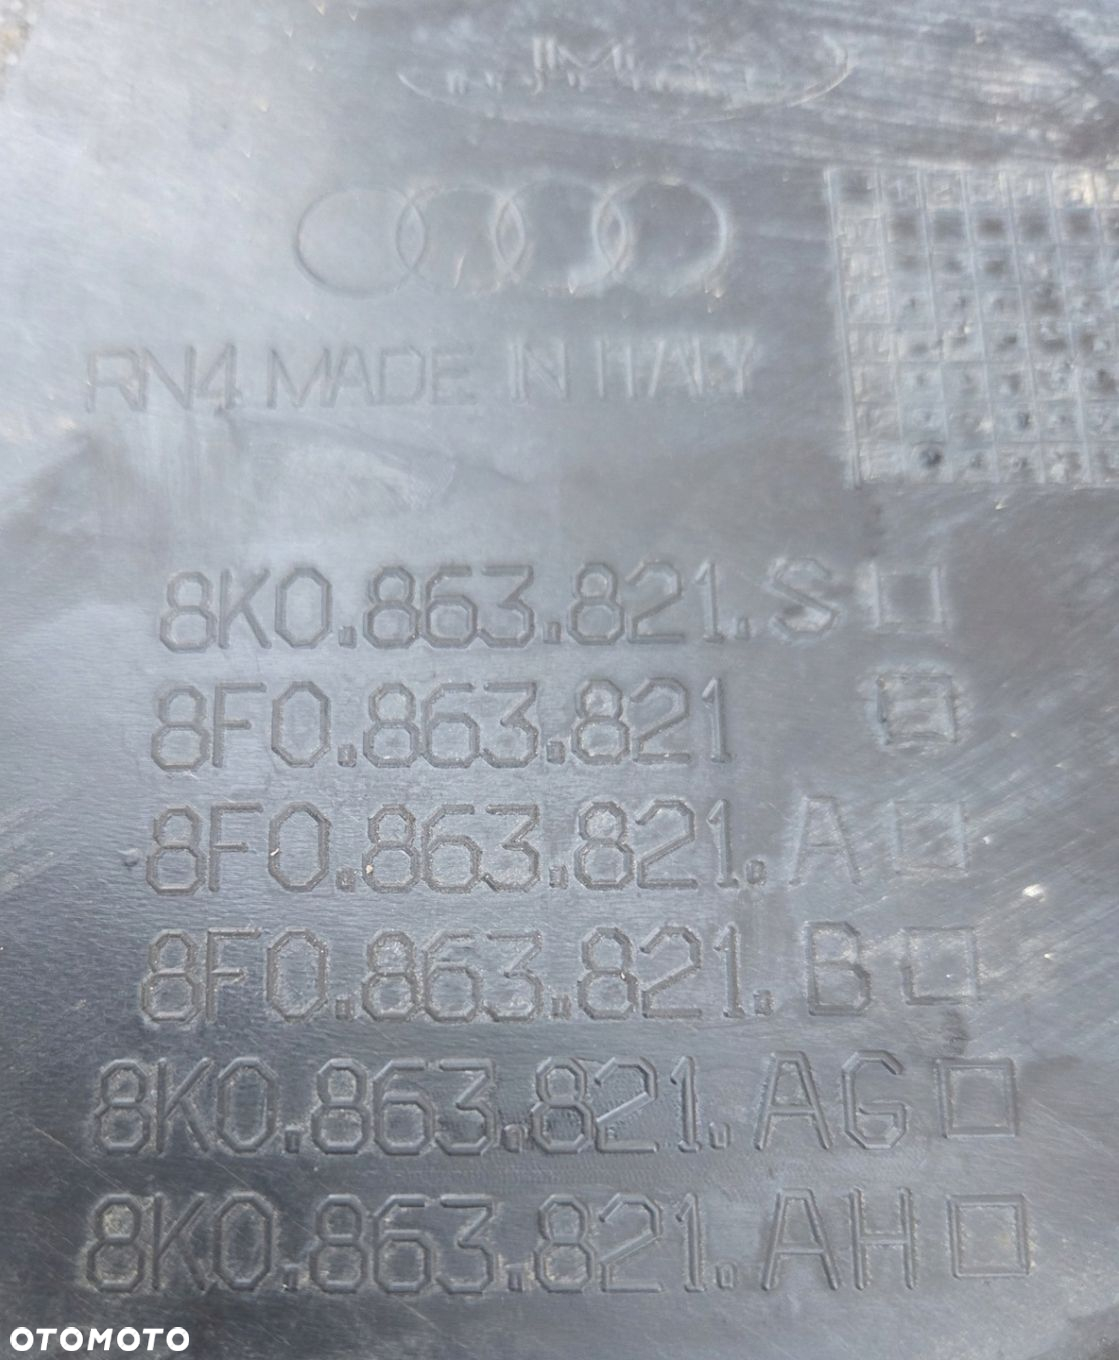 RN4 MADE IN ITALY
8K0.863.821.S
8F0.863.821
8F0.863.821.A
8F0.863.821.B
8K0.863.821.AG
8K0.863.821.AH
OTOMOTO